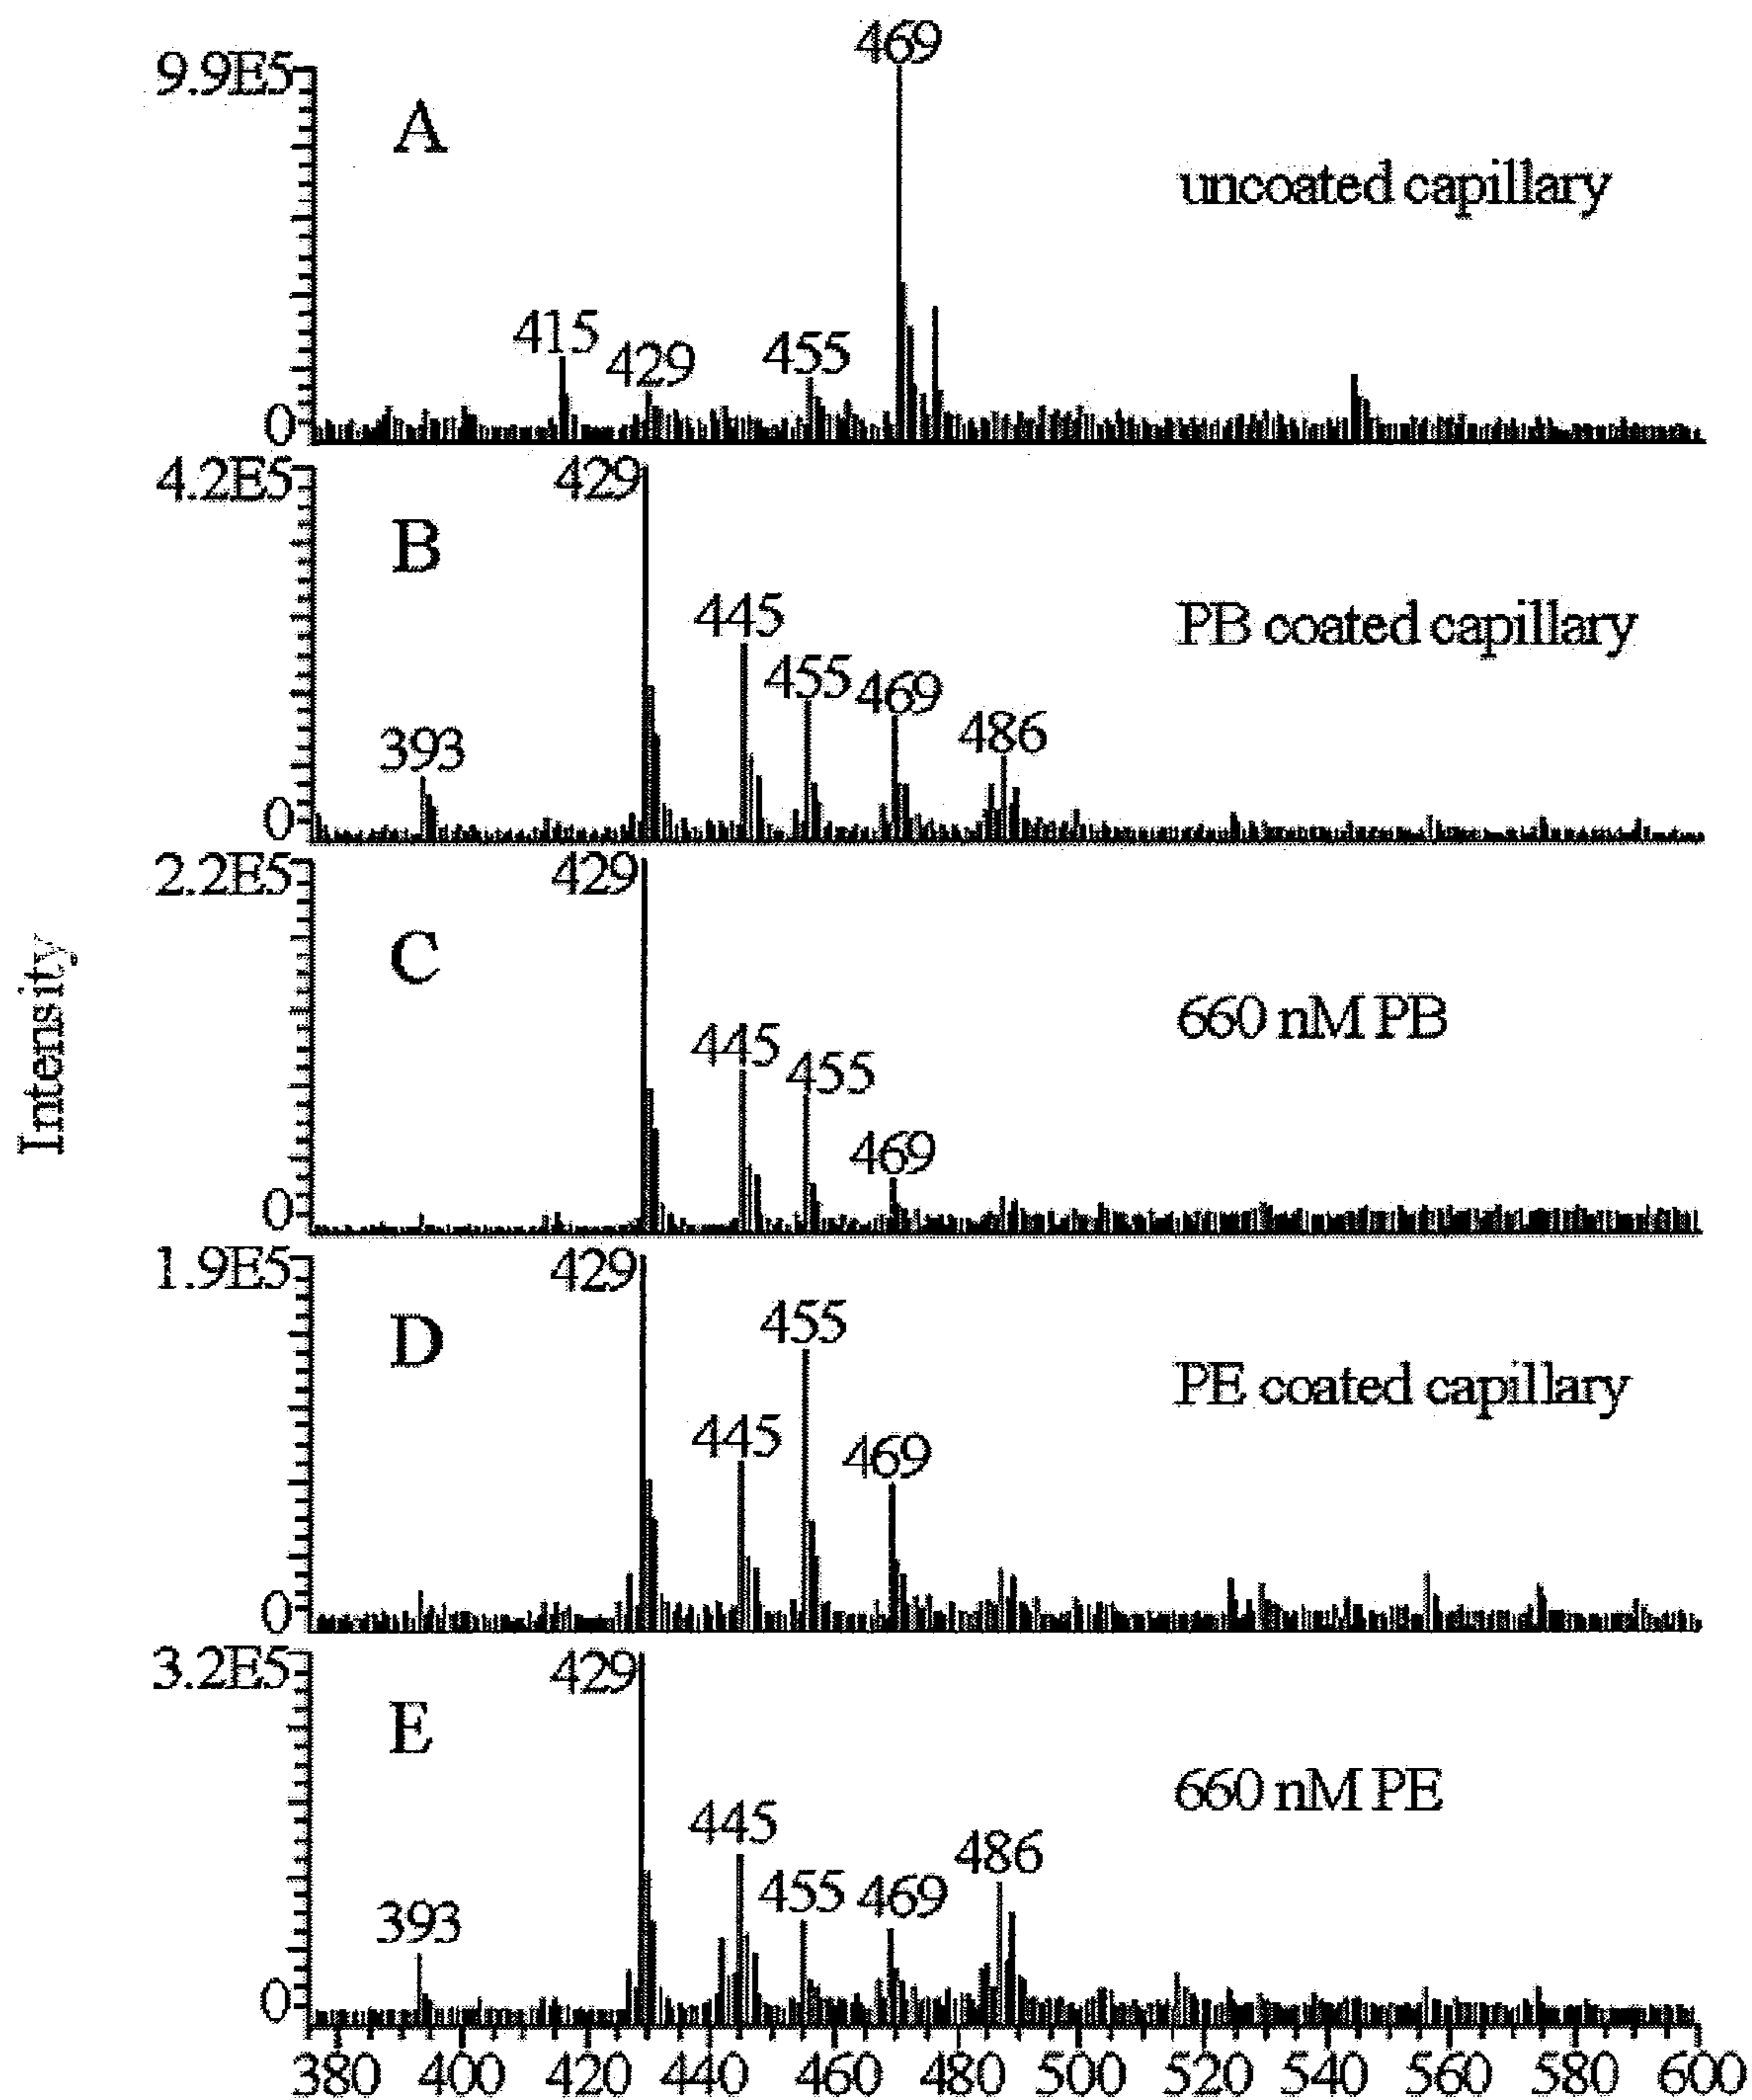 469
9.9E5
A
uncoated capillary
415
429
455
0
4.2E5
429
B
445
PB coated capillary
455
469
486
393
0
2.2E5
429
C
660 nM PB
445
455
469
0
Intensity
1.9E5
429
455
D
PE coated capillary
445
469
0
3.2E5
429
E
660 nM PE
445
486
455
469
393
0
380 400 420 440 460 480 500 520 540 560 580 600